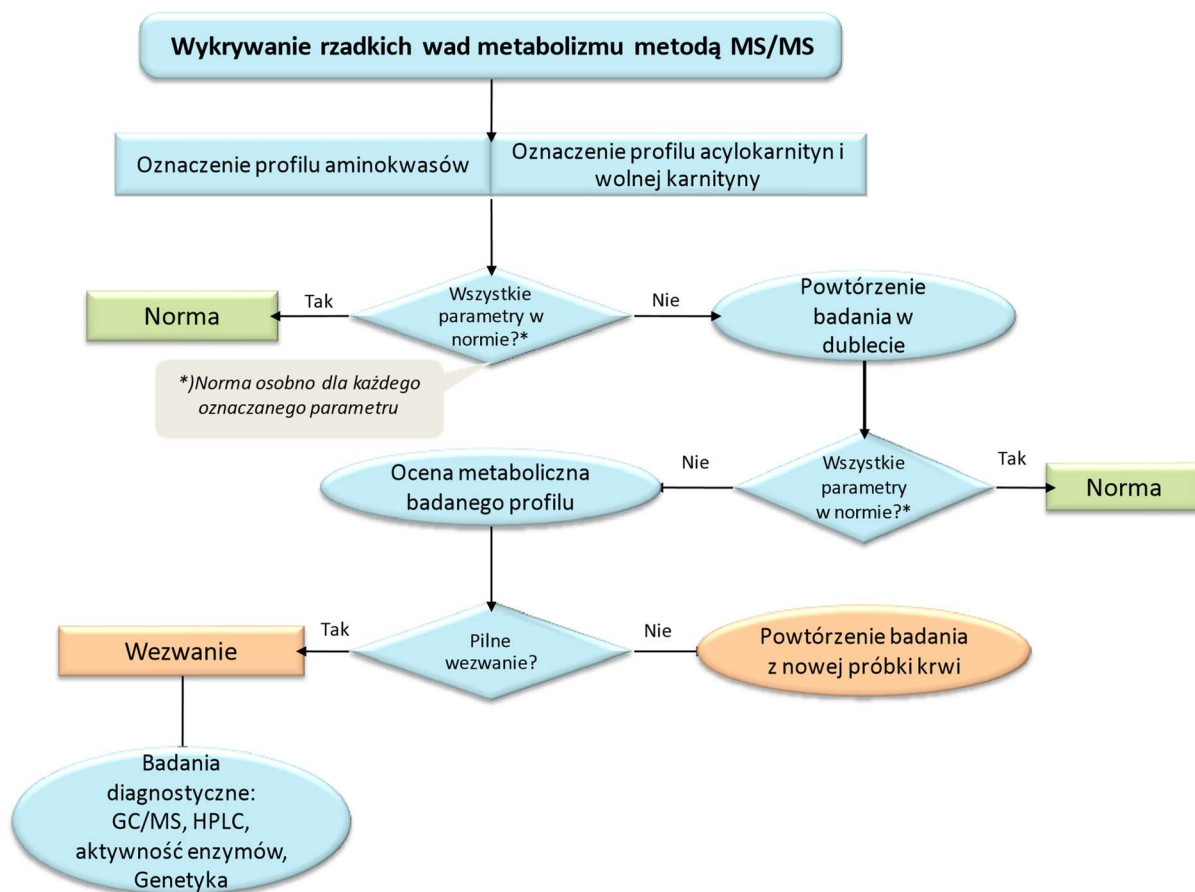 Wykrywanie rzadkich wad metabolizmu metodą MS/MS
Oznaczenie profilu aminokwasów
Oznaczenie profilu acylokarnityn i
wolnej karnityny
Norma
Tak
Wszystkie
parametry w
normie?*
Nie
Powtórzenie
badania w
dublecie
*)Norma osobno dla każdego
oznaczanego parametru
Ocena metaboliczna
badanego profilu
Nie
Wszystkie
parametry
w normie?*
Tak
Norma
Wezwanie
Tak
Pilne
wezwanie?
Nie
Powtórzenie badania
z nowej próbki krwi
Badania
diagnostyczne:
GC/MS, HPLC,
aktywność enzymów,
Genetyka